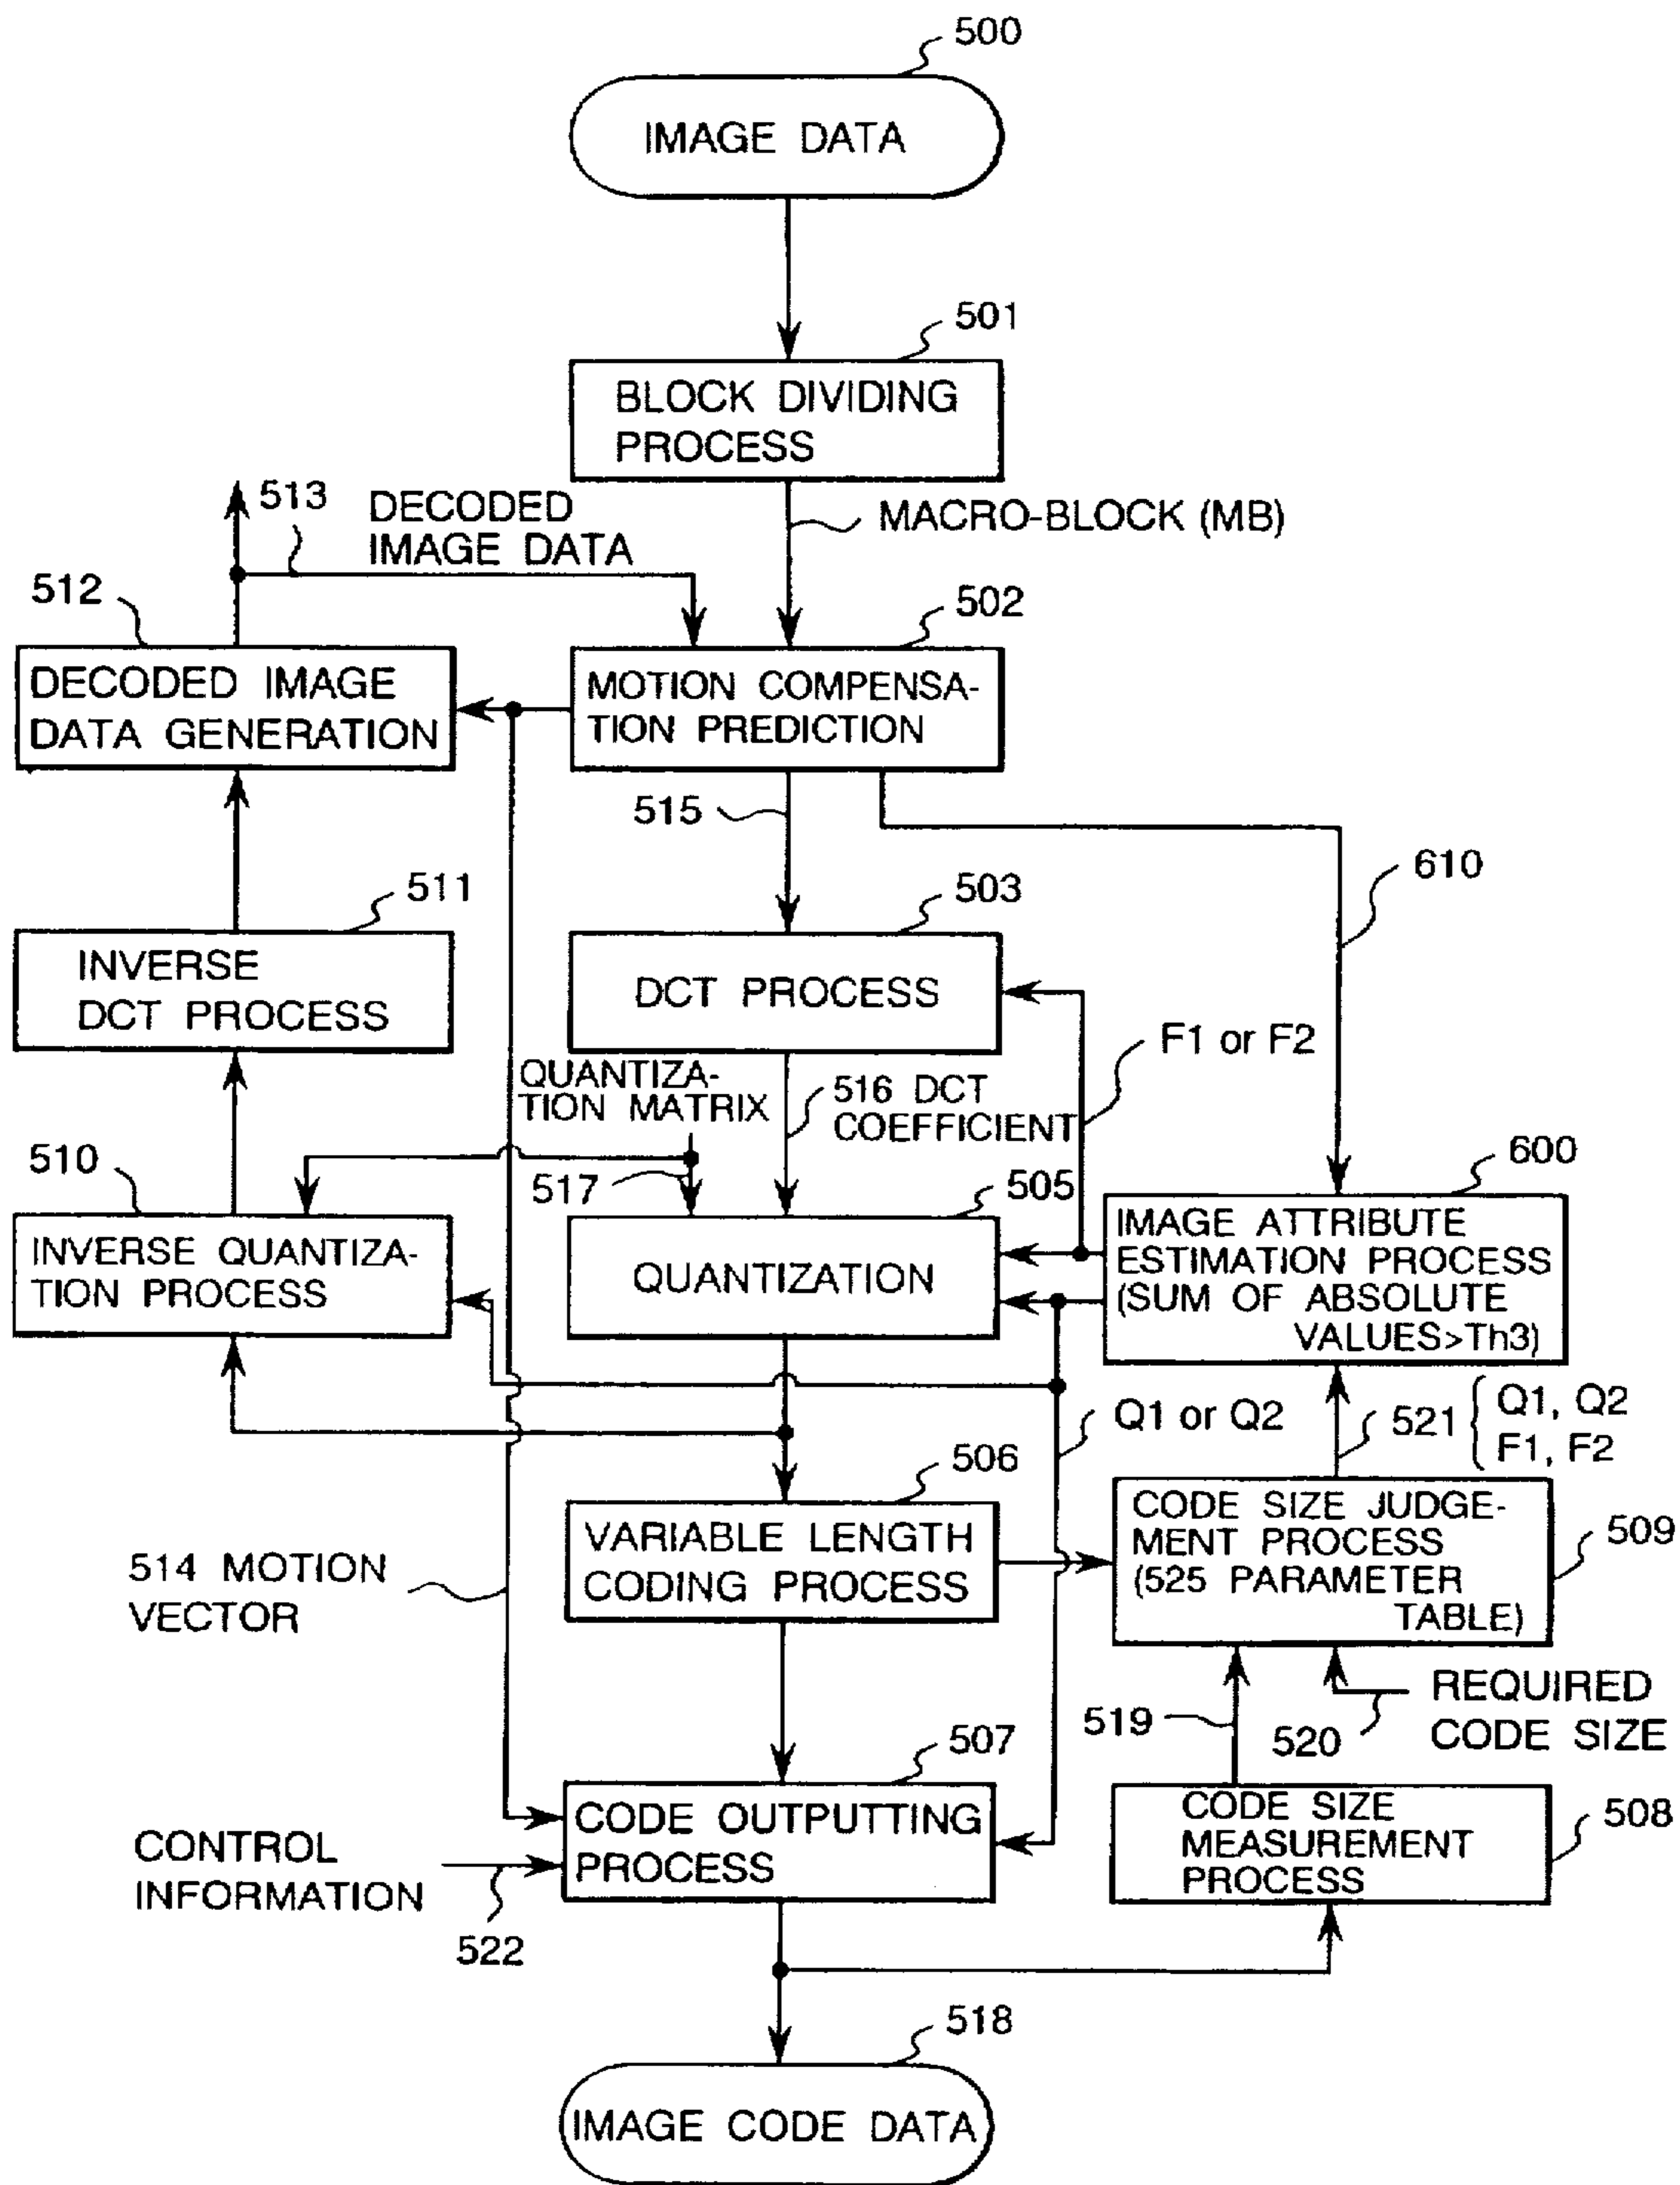 500
IMAGE DATA
501
BLOCK DIVIDING
PROCESS
513
DECODED
IMAGE DATA
MACRO-BLOCK (MB)
512
502
DECODED IMAGE
DATA GENERATION
MOTION COMPENSA-
TION PREDICTION
515
610
511
503
INVERSE
DCT PROCESS
DCT PROCESS
F1 or F2
QUANTIZA-
TION MATRIX
516 DCT
COEFFICIENT
510
517
505
600
INVERSE QUANTIZA-
TION PROCESS
QUANTIZATION
IMAGE ATTRIBUTE
ESTIMATION PROCESS
(SUM OF ABSOLUTE
VALUES>Th3)
Q1 or Q2
521
Q1, Q2
F1, F2
506
514 MOTION
VECTOR
VARIABLE LENGTH
CODING PROCESS
CODE SIZE JUDGE-
MENT PROCESS
(525 PARAMETER
TABLE)
509
519
520
REQUIRED
CODE SIZE
507
CONTROL
INFORMATION
522
CODE OUTPUTTING
PROCESS
CODE SIZE
MEASUREMENT
PROCESS
508
518
IMAGE CODE DATA